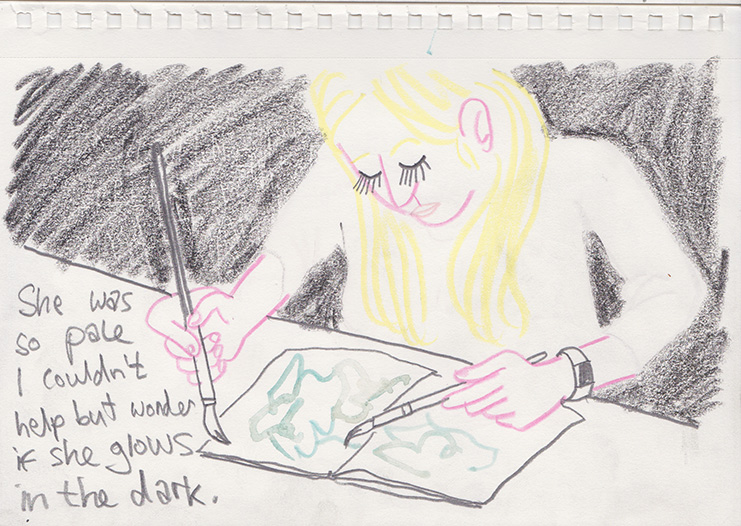 She was
so pale
I couldn't
help but wonder
if she glows
in the dark.